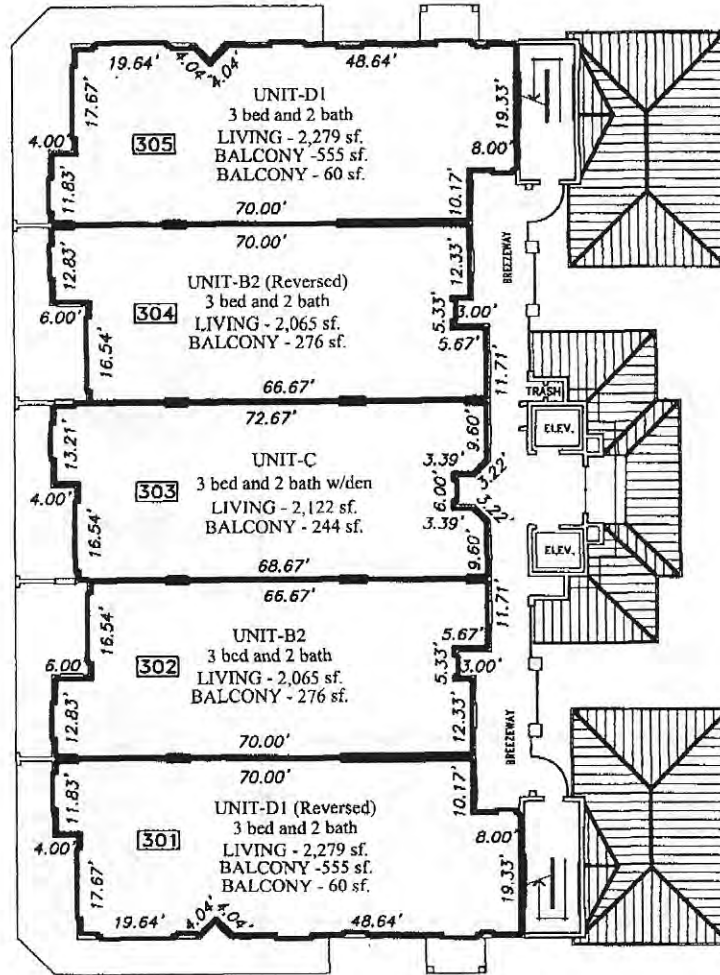 19.64'
4.04'
4.04'
48.64'
17.67'
UNIT-D1
3 bed and 2 bath
LIVING - 2,279 sf.
BALCONY -555 sf.
BALCONY - 60 sf.
19.33'
4.00'
305
8.00'
11.83'
10.17'
70.00'
70.00'
BREEZEWAY
12.83'
12.33'
UNIT-B2 (Reversed)
3 bed and 2 bath
LIVING - 2,065 sf.
BALCONY - 276 sf.
6.00'
304
5.33'
3.00'
5.67'
16.54'
11.71'
66.67'
TRASH
72.67'
13.21'
9.60'
ELEV.
UNIT-C
3 bed and 2 bath w/den
LIVING - 2,122 sf.
BALCONY - 244 sf.
3.39'
3.22'
4.00'
303
6.00'
3.39'
3.22'
16.54'
9.60'
ELEV.
68.67'
66.67'
11.71'
16.54'
UNIT-B2
3 bed and 2 bath
LIVING - 2,065 sf.
BALCONY - 276 sf.
5.67'
6.00'
302
5.33'
3.00'
12.83'
12.33'
70.00'
BREEZEWAY
70.00'
11.83'
10.17'
UNIT-D1 (Reversed)
3 bed and 2 bath
LIVING - 2,279 sf.
BALCONY -555 sf.
BALCONY - 60 sf.
4.00'
301
8.00'
17.67'
19.33'
19.64'
4.04'
4.04'
48.64'